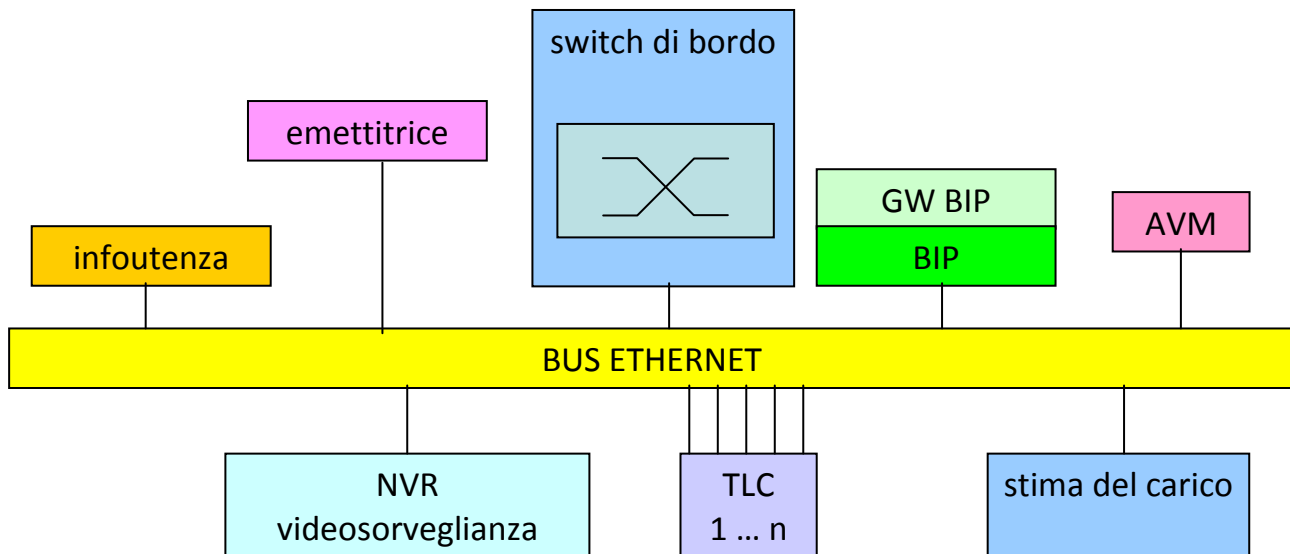 switch di bordo
emettitrice
GW BIP
BIP
AVM
infoutenza
BUS ETHERNET
NVR
videosorveglianza
TLC
1 ... n
stima del carico